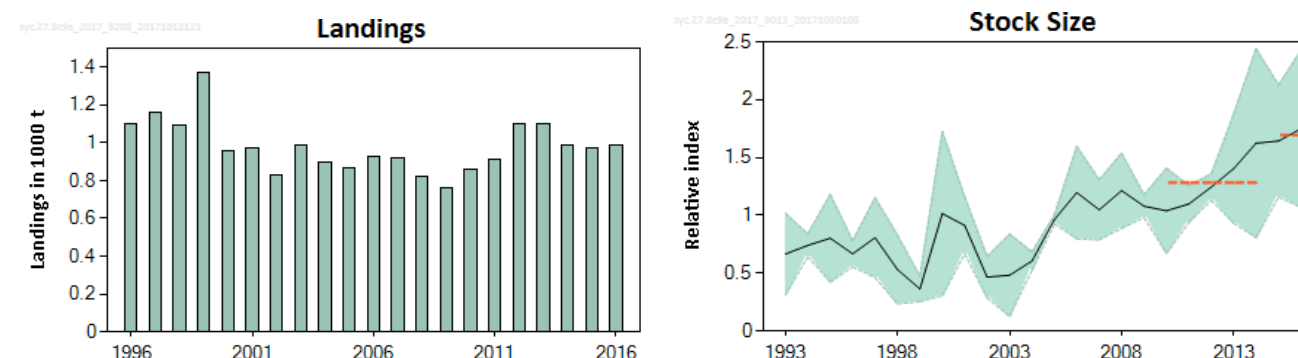 syc.27.8c9a_2017_9208_20171012121
Landings
Landings in 1000 t
1.4
1.2
1
0.8
0.6
0.4
0.2
0
1996 2001 2006 2011 2016
syc.27.8c9a_2017_9013_20171050105
Stock Size
Relative index
2.5
2
1.5
1
0.5
0
1993 1998 2003 2008 2013